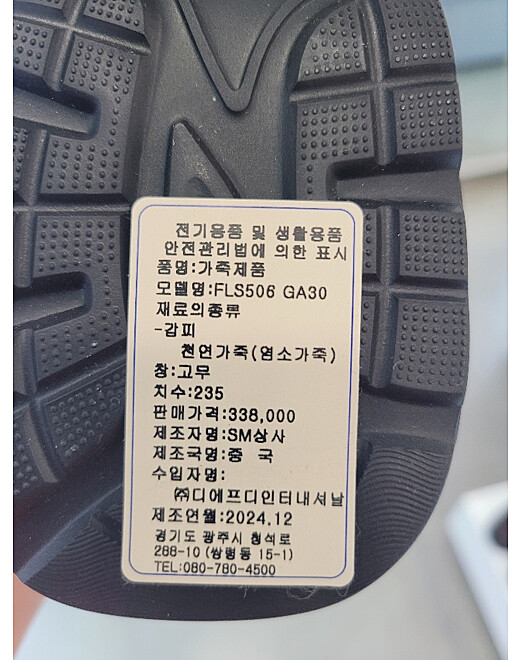 전기용품 및 생활용품
안전관리법에 의한 표시
품명:가죽제품
모델명:FLS506 GA30
재료의종류
-갑피
천연가죽(염소가죽)
창:고무
치수:235
판매가격:338,000
제조자명:SM상사
제조국명:중 국
수입자명:
㈜디에프디인터내셔날
제조연월:2024.12
경기도 광주시 청석로
288-10 (쌍령동 15-1)
TEL:080-780-4500